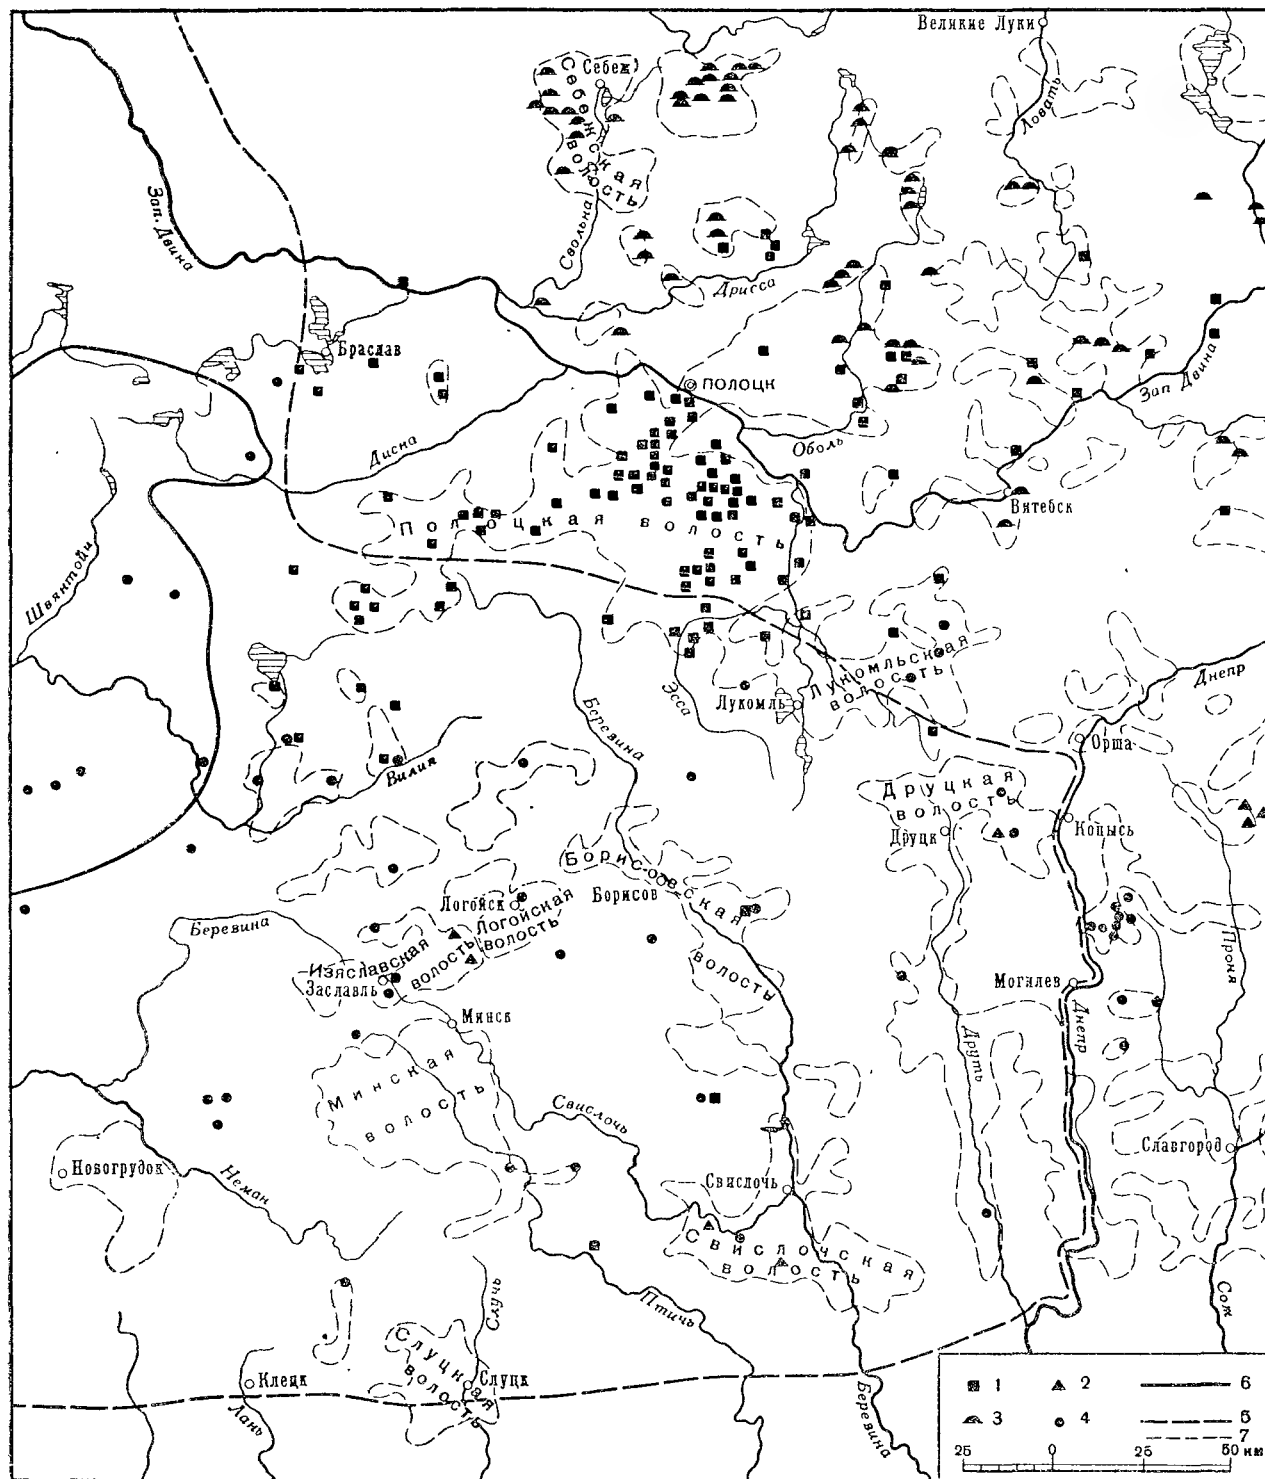 Великие Луки
Себеж
Себежская
волость
Ловать
Зап. Двина
Свольна
Дрисса
Браслав
ПОЛОЦК
Зап Двина
Дисна
Оболь
Витебск
Полоцкая волость
Швянтойи
Эсса
Лукомль
Лукомльская
волость
Днепр
Березина
Орша
Вилия
Друцкая
волость
Друцк
Копысь
Борисовская
волость
Борисов
Логойск
Логойская
волость
Березина
Изяславская
волость
Заславль
Проня
Могилев
Минск
Днепр
Друть
Минская
волость
Свислочь
Славгород
Новогрудок
Неман
Свислочь
Свислочская
волость
Случь
Птичь
Сож
Слуцкая
волость
Клецк
Слуцк
Лань
Березина
1 2 6
3 4 5
7
25 0 25 50 км